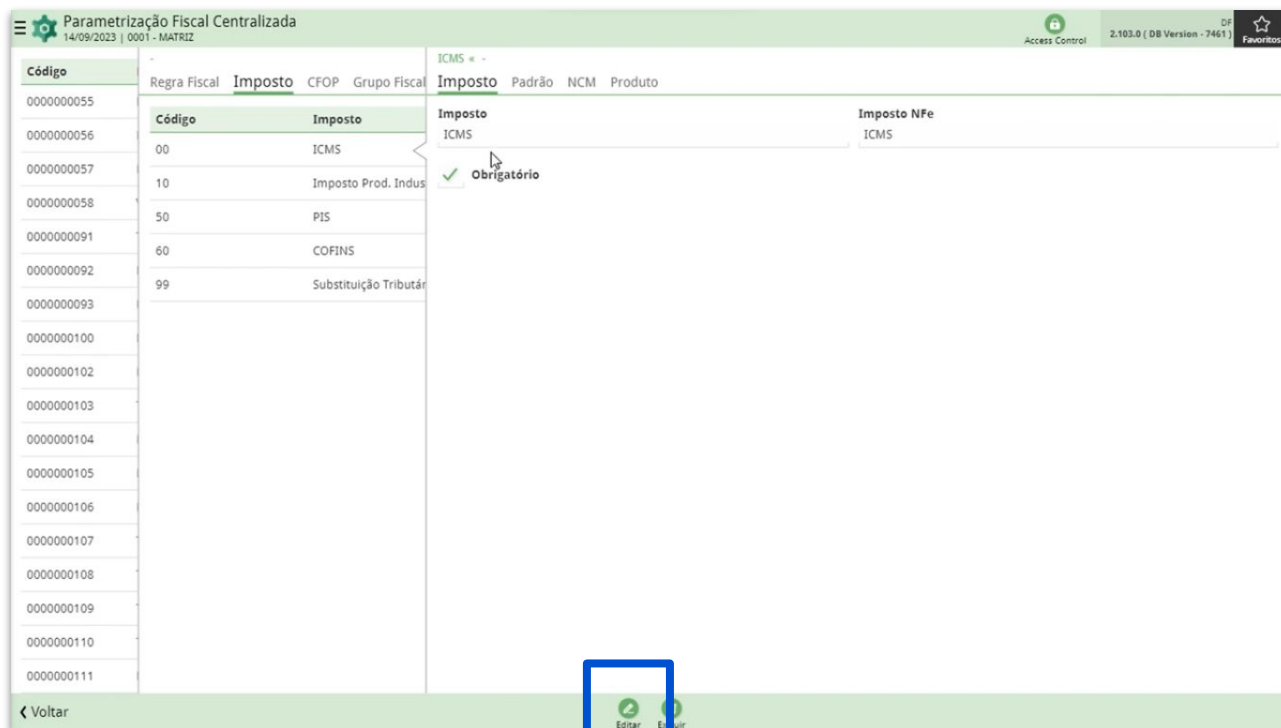 Parametrização Fiscal Centralizada
14/09/2023 | 0001 - MATRIZ
Access Control
DF
2.103.0 ( DB Version - 7461 )
Favoritos
Código
0000000055
0000000056
0000000057
0000000058
0000000091
0000000092
0000000093
0000000100
0000000102
0000000103
0000000104
0000000105
0000000106
0000000107
0000000108
0000000109
0000000110
0000000111
-
Regra Fiscal Imposto CFOP Grupo Fiscal
Código Imposto
00 ICMS
10 Imposto Prod. Indus
50 PIS
60 COFINS
99 Substituição Tributár
ICMS « -
Imposto Padrão NCM Produto
Imposto Imposto NFe
ICMS ICMS
Obrigatório
Voltar
Editar